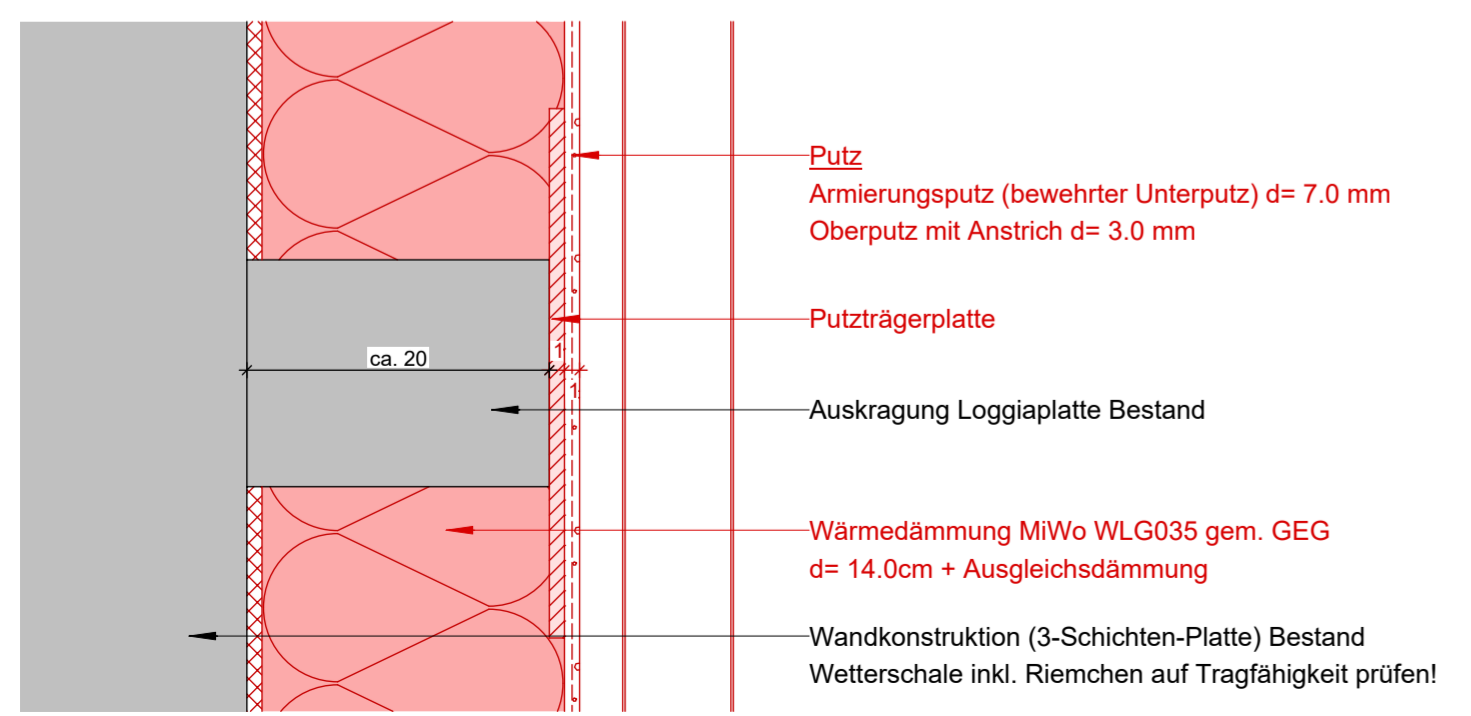 Putz
Armierungsputz (bewehrter Unterputz) d= 7.0 mm
Oberputz mit Anstrich d= 3.0 mm
Putzträgerplatte
1
ca. 20
1
Auskragung Loggiaplatte Bestand
Wärmedämmung MiWo WLG035 gem. GEG
d= 14.0cm + Ausgleichsdämmung
Wandkonstruktion (3-Schichten-Platte) Bestand
Wetterschale inkl. Riemchen auf Tragfähigkeit prüfen!